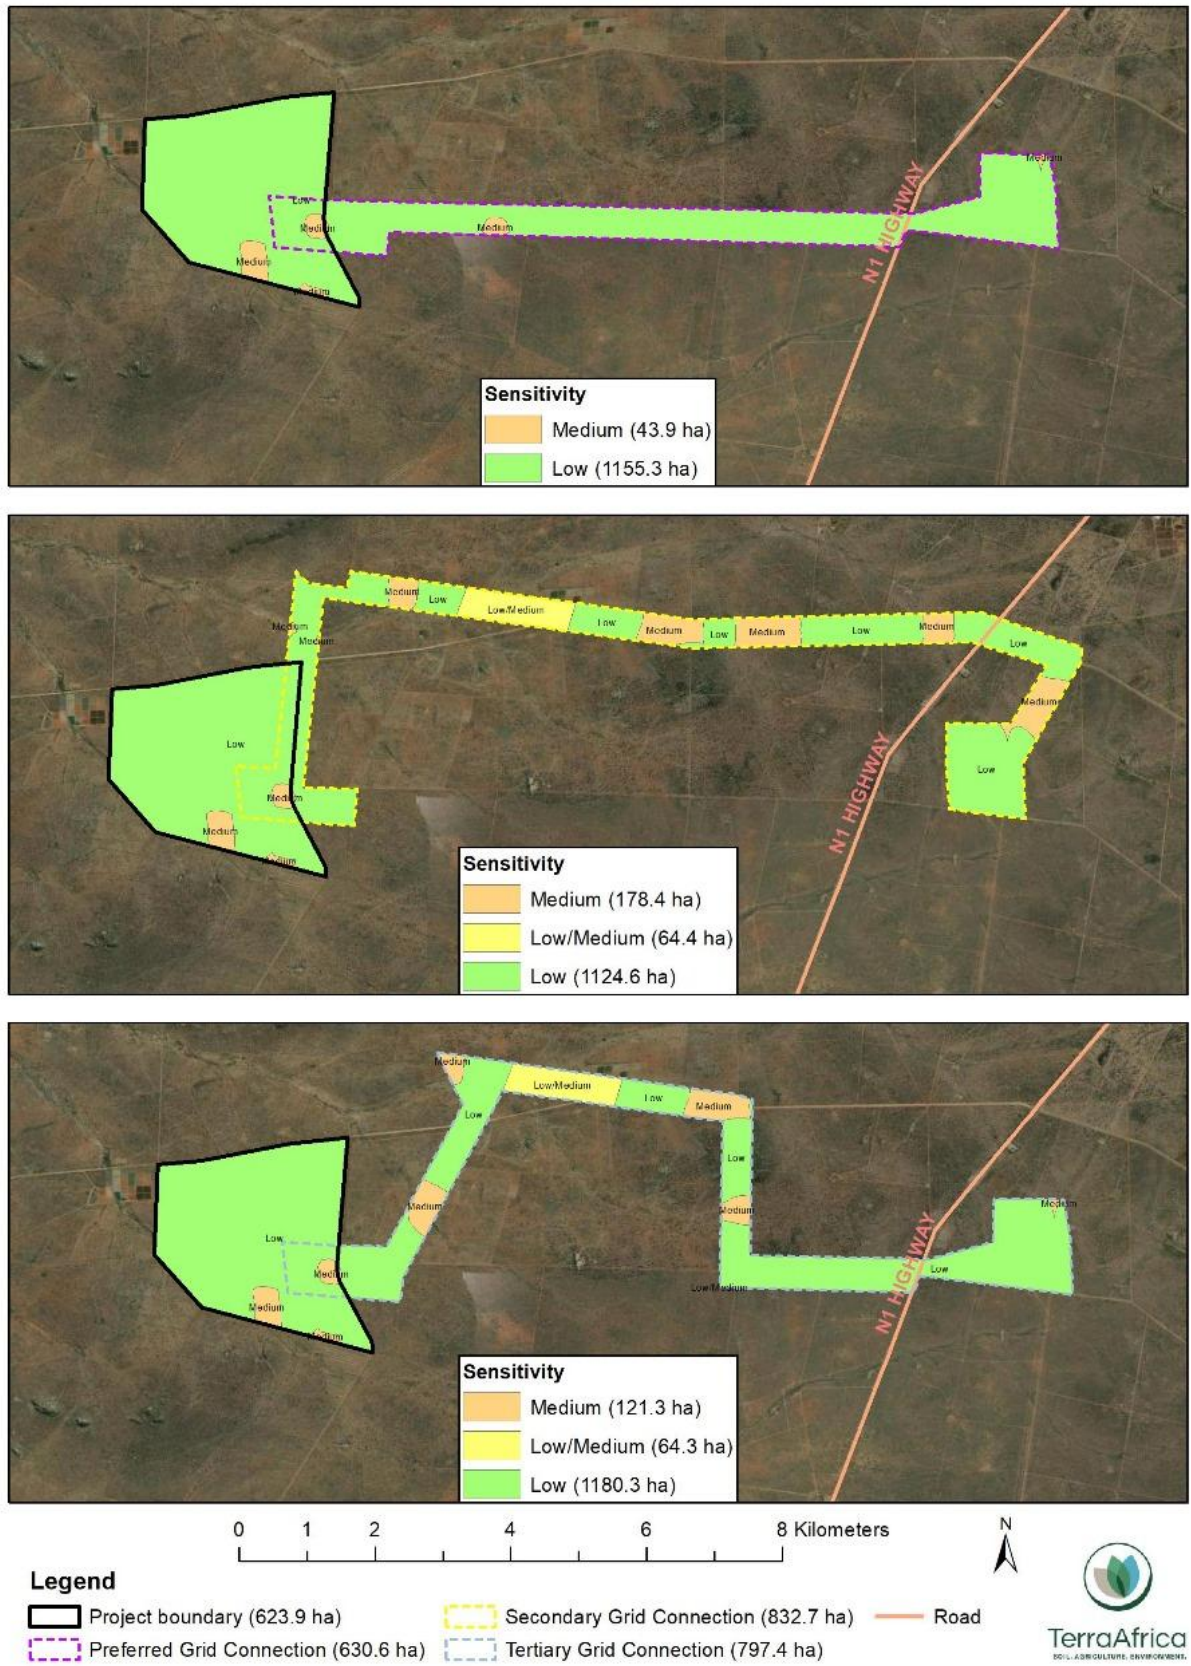 Low
Medium
Medium
Medium
Medium
Medium
N1 HIGHWAY
Sensitivity
Medium (43.9 ha)
Low (1155.3 ha)
Medium
Low
Low/Medium
Low
Medium
Low
Medium
Low
Medium
Low
Medium
Medium
Medium
Low
Low
Medium
Medium
N1 HIGHWAY
Sensitivity
Medium (178.4 ha)
Low/Medium (64.4 ha)
Low (1124.6 ha)
Medium
Low/Medium
Low
Medium
Low
Low
Medium
Medium
Medium
Low
Low
Medium
Low/Medium
Medium
Medium
N1 HIGHWAY
Sensitivity
Medium (121.3 ha)
Low/Medium (64.3 ha)
Low (1180.3 ha)
0 1 2 4 6 8 Kilometers
N
Legend
Project boundary (623.9 ha)
Secondary Grid Connection (832.7 ha)
Road
Preferred Grid Connection (630.6 ha)
Tertiary Grid Connection (797.4 ha)
TerraAfrica
SOIL. AGRICULTURE. ENVIRONMENT.